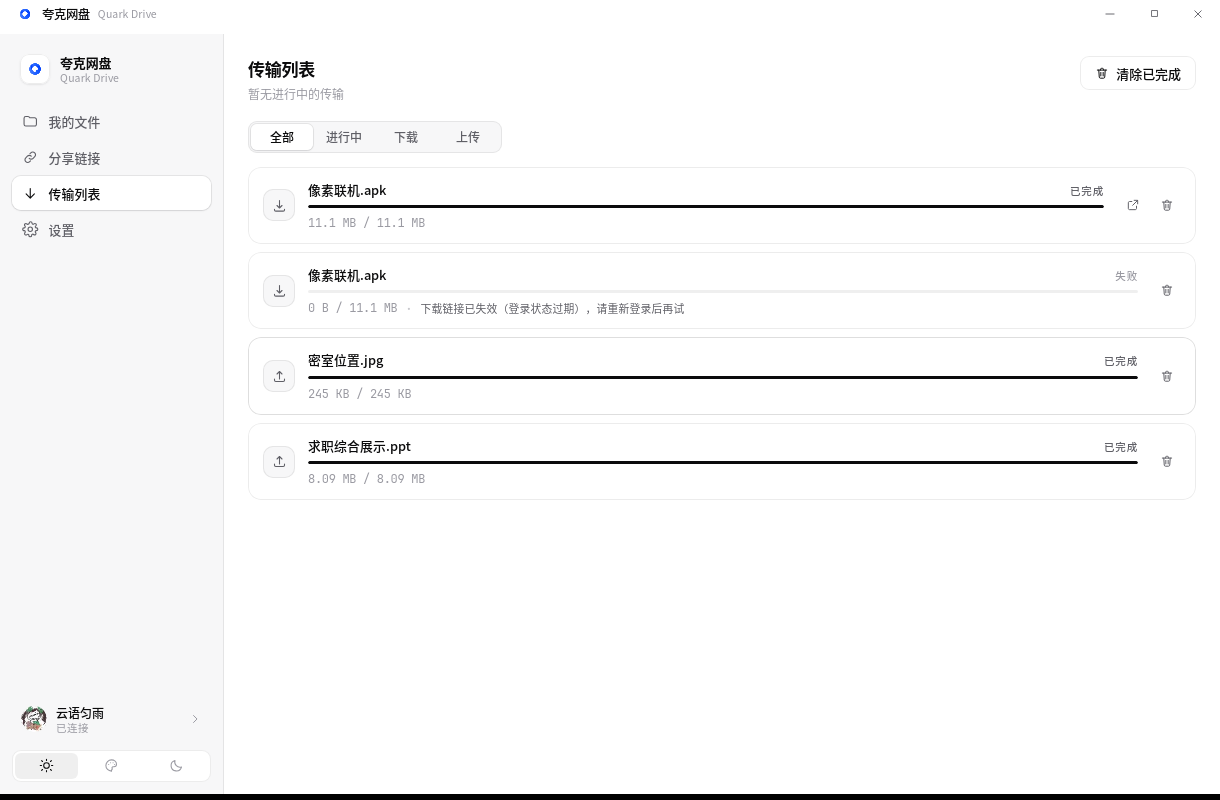 夸克网盘 Quark Drive
夸克网盘
Quark Drive
我的文件
分享链接
传输列表
设置
云语匀雨
已连接
传输列表
暂无进行中的传输
清除已完成
全部 进行中 下载 上传
像素联机.apk 已完成
11.1 MB / 11.1 MB
像素联机.apk 失败
0 B / 11.1 MB · 下载链接已失效（登录状态过期），请重新登录后再试
密室位置.jpg 已完成
245 KB / 245 KB
求职综合展示.ppt 已完成
8.09 MB / 8.09 MB